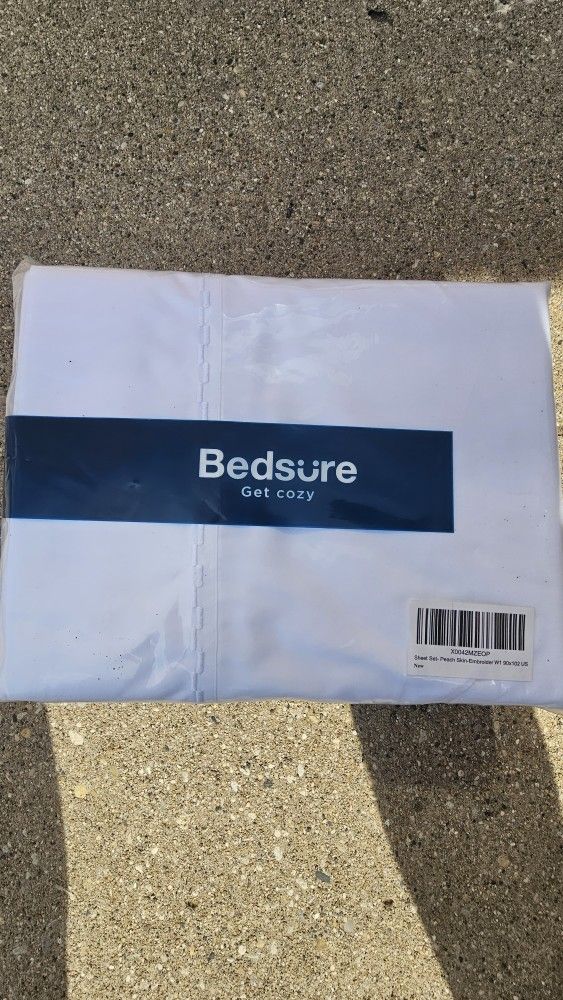 Bedsure
Get cozy
X0042MZEOP
Sheet Set- Peach Skin-Embroider W1 90x102 US
New